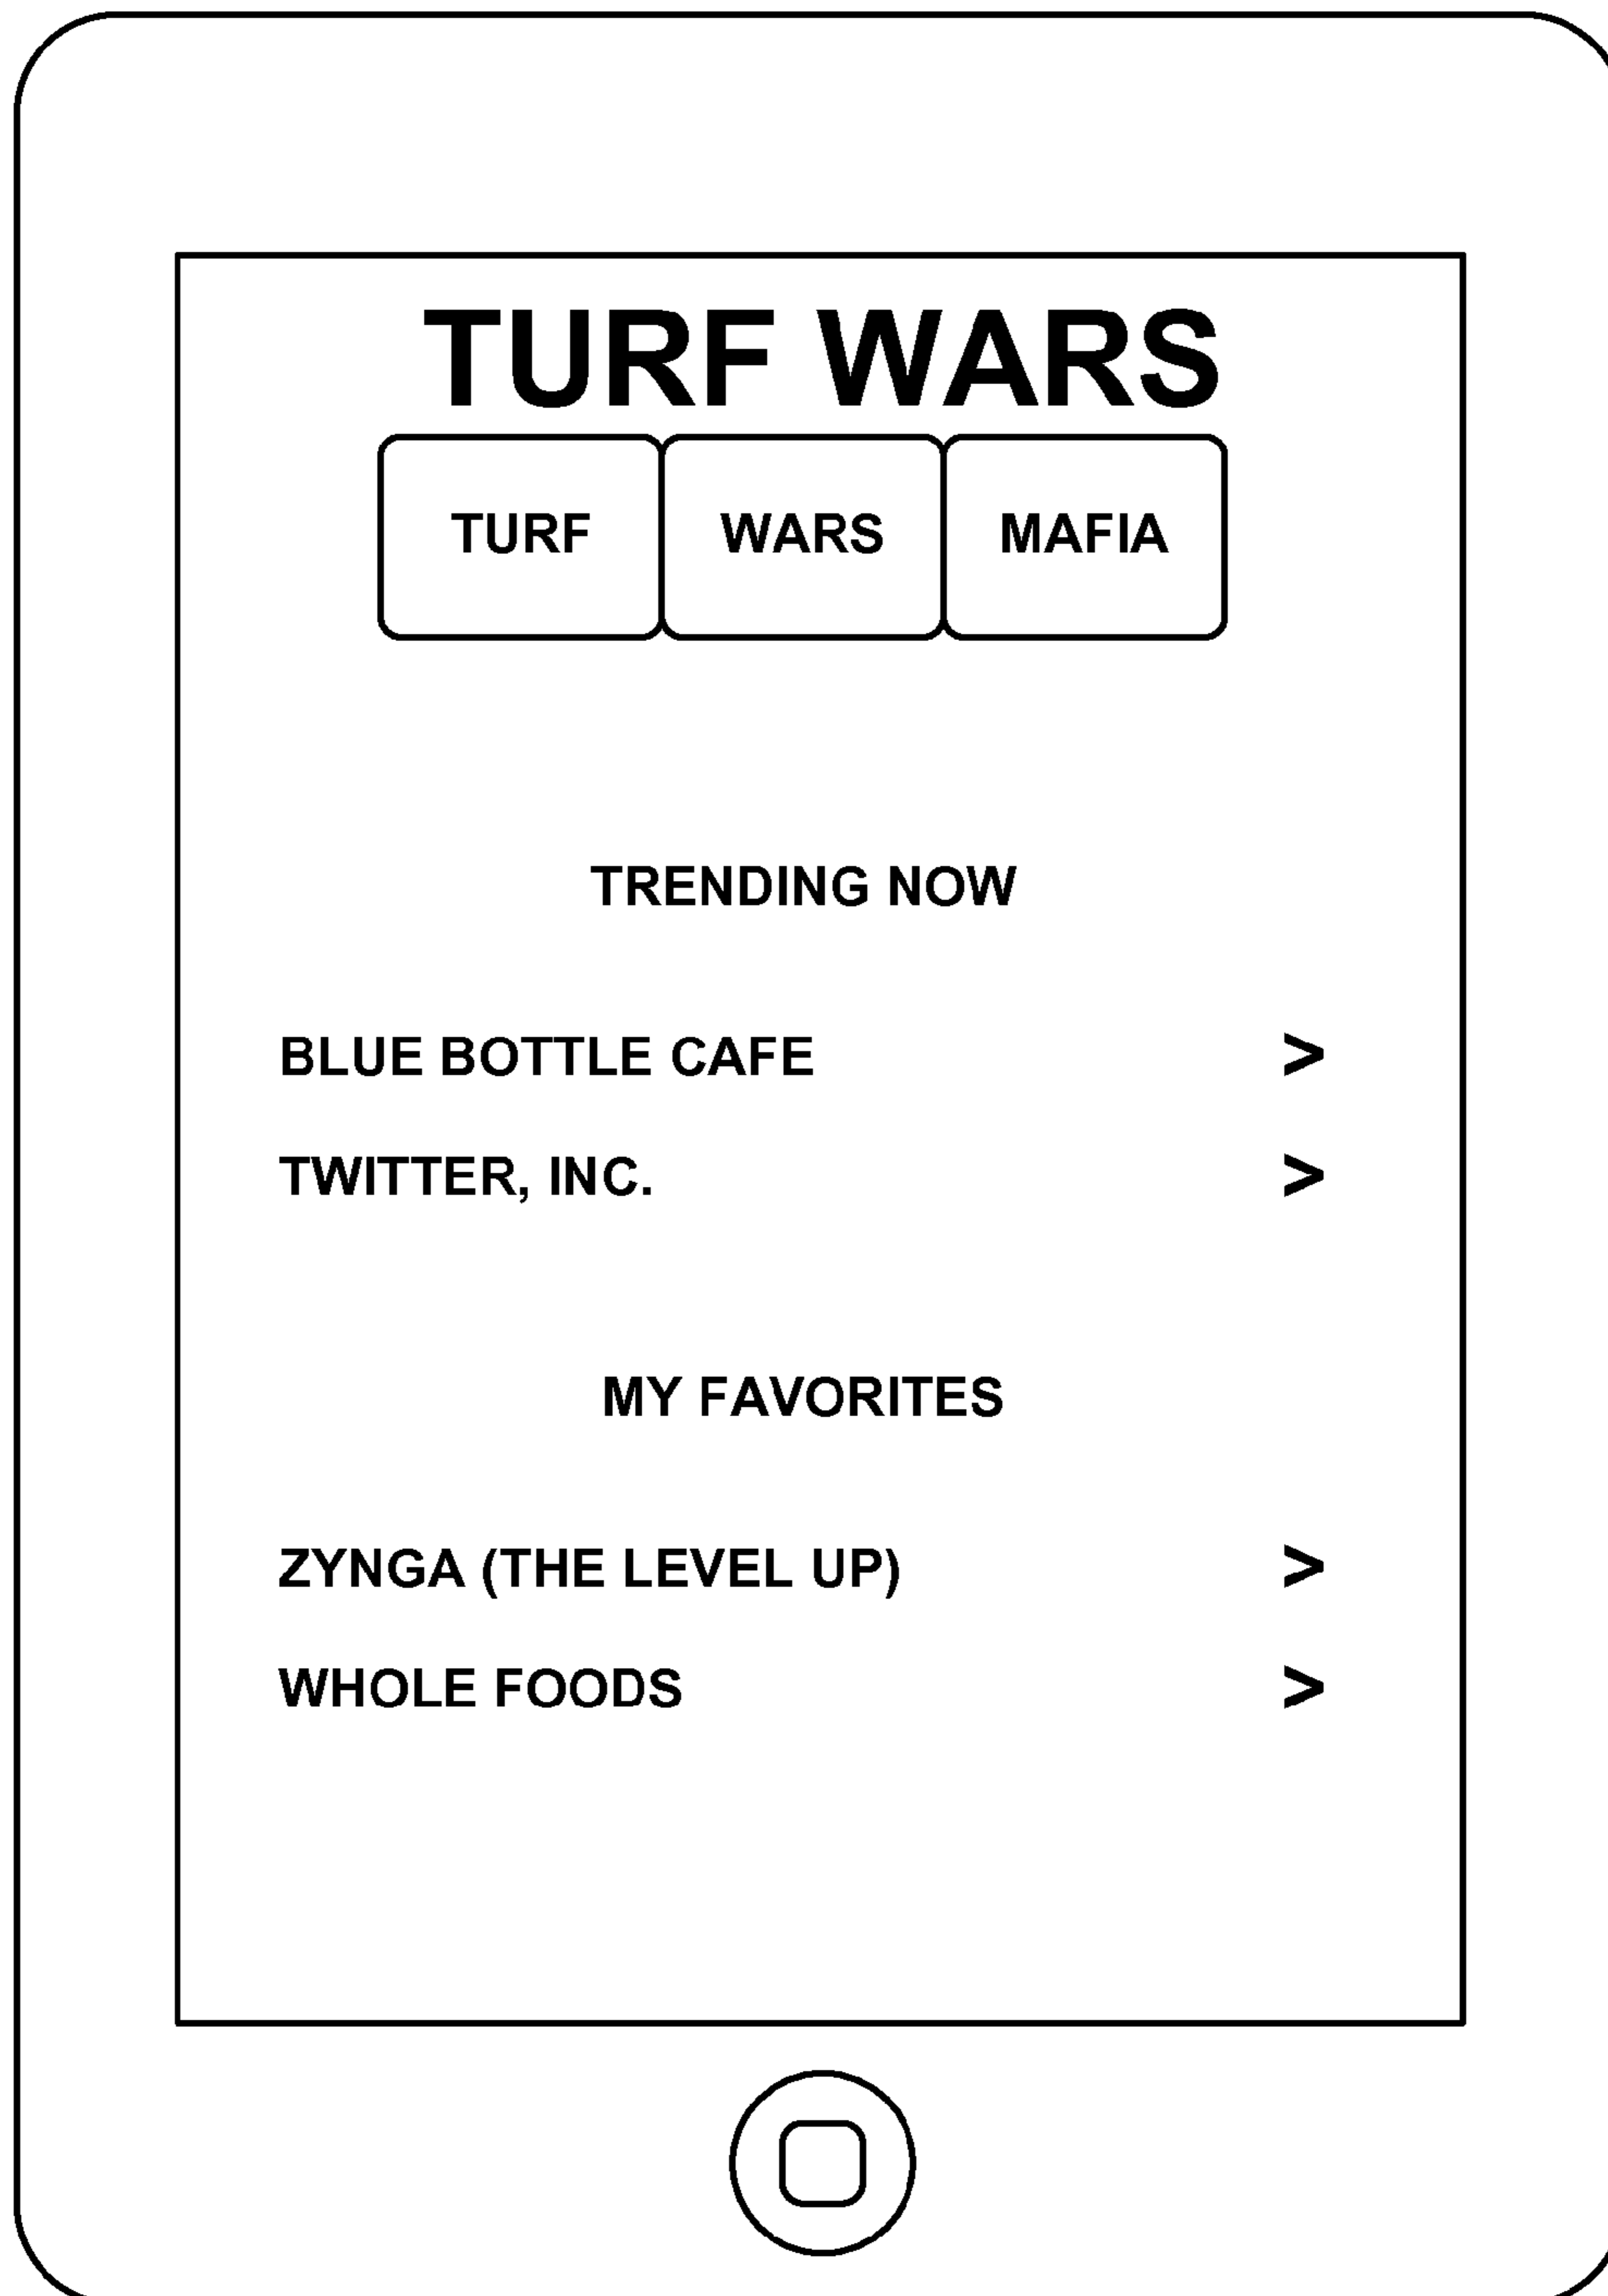 TURF WARS
TURF WARS MAFIA
TRENDING NOW
BLUE BOTTLE CAFE >
TWITTER, INC. >
MY FAVORITES
ZYNGA (THE LEVEL UP) >
WHOLE FOODS >